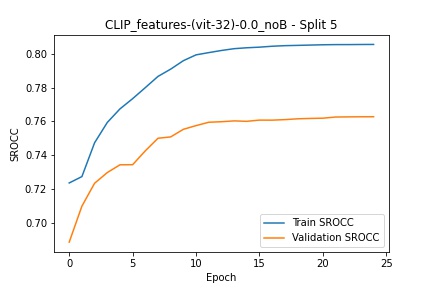 CLIP_features-(vit-32)-0.0_noB - Split 5
SROCC
0.80
0.78
0.76
0.74
0.72
0.70
0
5
10
15
20
25
Epoch
Train SROCC
Validation SROCC